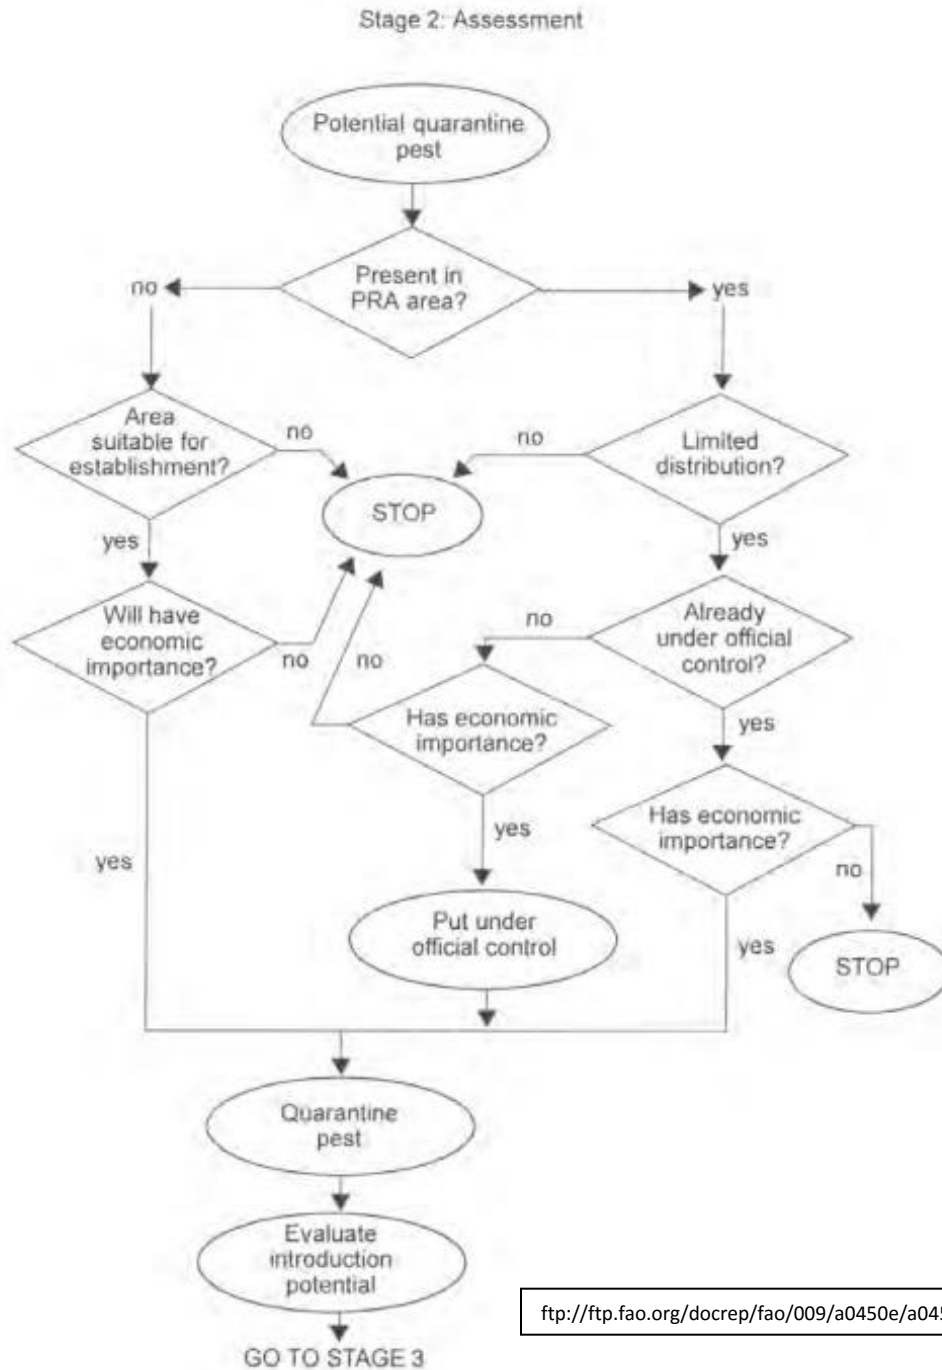 Stage 2: Assessment
Potential quarantine
pest
Present in
PRA area?
no
yes
Area
suitable for
establishment?
no
no
Limited
distribution?
STOP
yes
yes
Will have
economic
importance?
no
no
no
Already
under official
control?
Has economic
importance?
yes
Has economic
importance?
yes
yes
no
Put under
official control
yes
STOP
Quarantine
pest
Evaluate
introduction
potential
ftp://ftp.fao.org/docrep/fao/009/a0450e/a045
GO TO STAGE 3